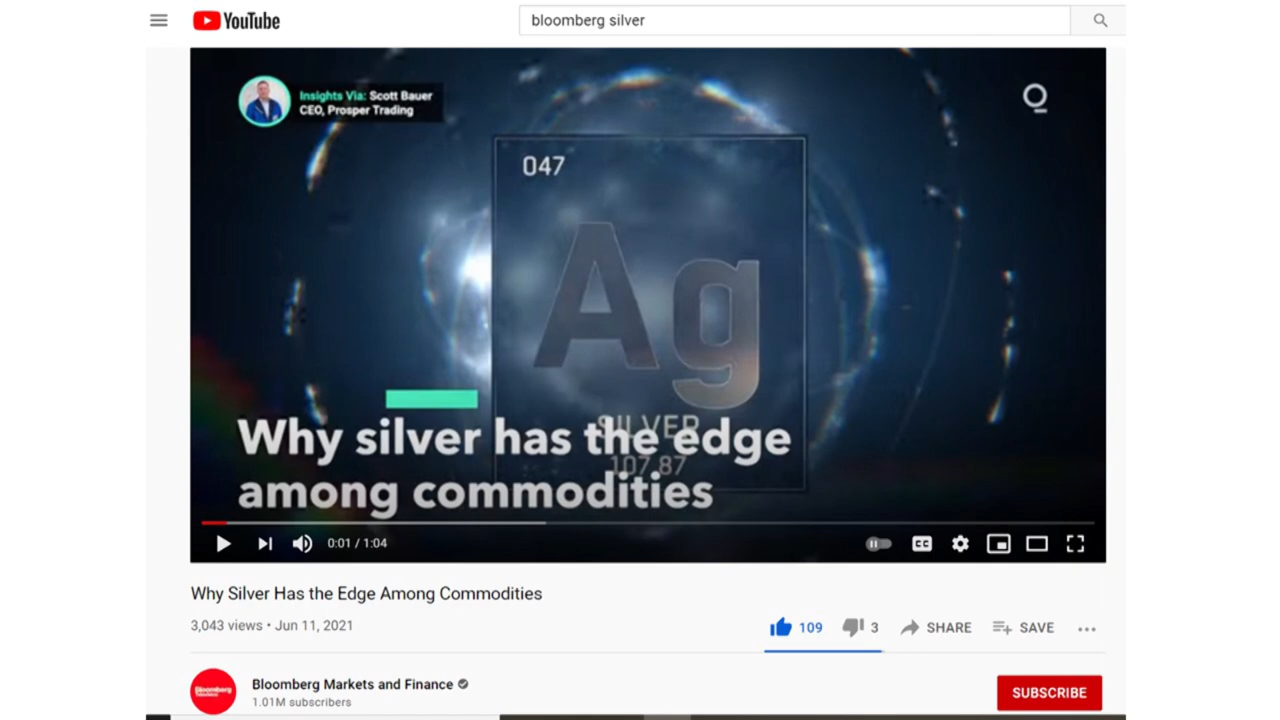 YouTube
bloomberg silver
Insights Via: Scott Bauer
CEO, Prosper Trading
047
Ag
SILVER
107.87
Why silver has the edge
among commodities
0:01 / 1:04
CC
Why Silver Has the Edge Among Commodities
3,043 views • Jun 11, 2021
109
3
SHARE
SAVE
Bloomberg
Bloomberg Markets and Finance
1.01M subscribers
SUBSCRIBE